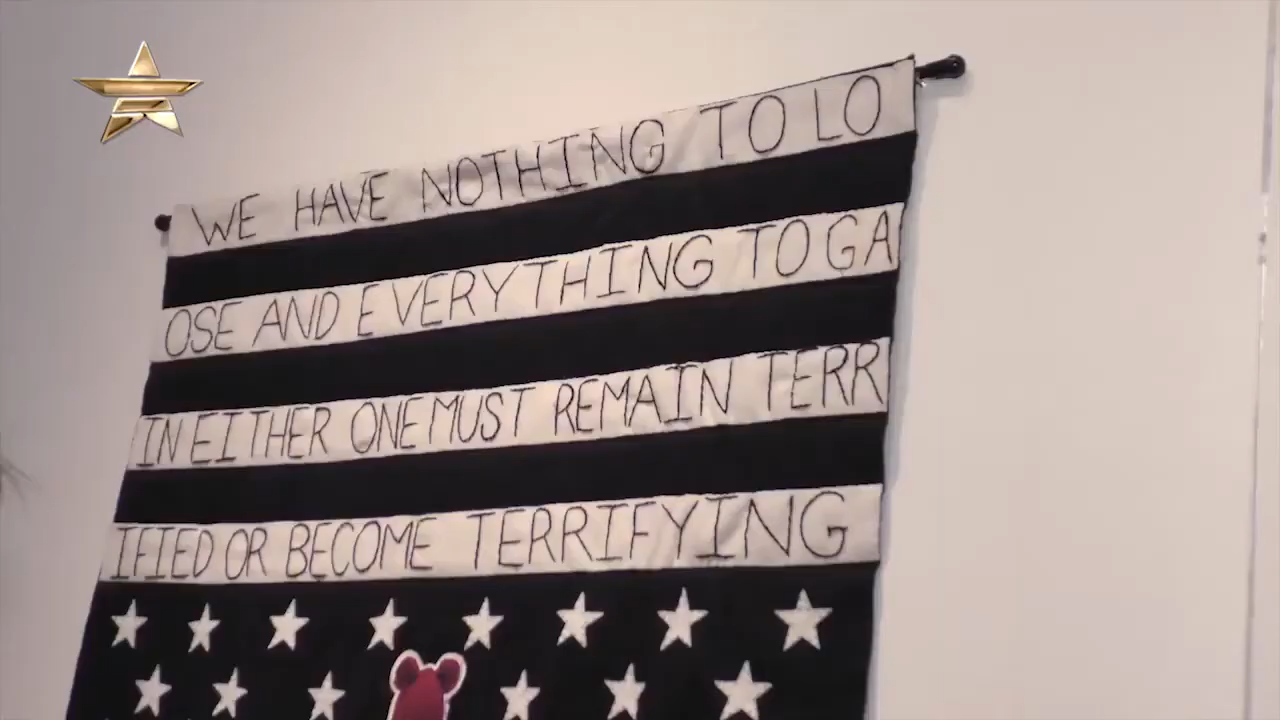 WE HAVE NOTHING TO LO
OSE AND EVERYTHING TO GA
IN EITHER ONE MUST REMAIN TERR
IFIED OR BECOME TERRIFYING